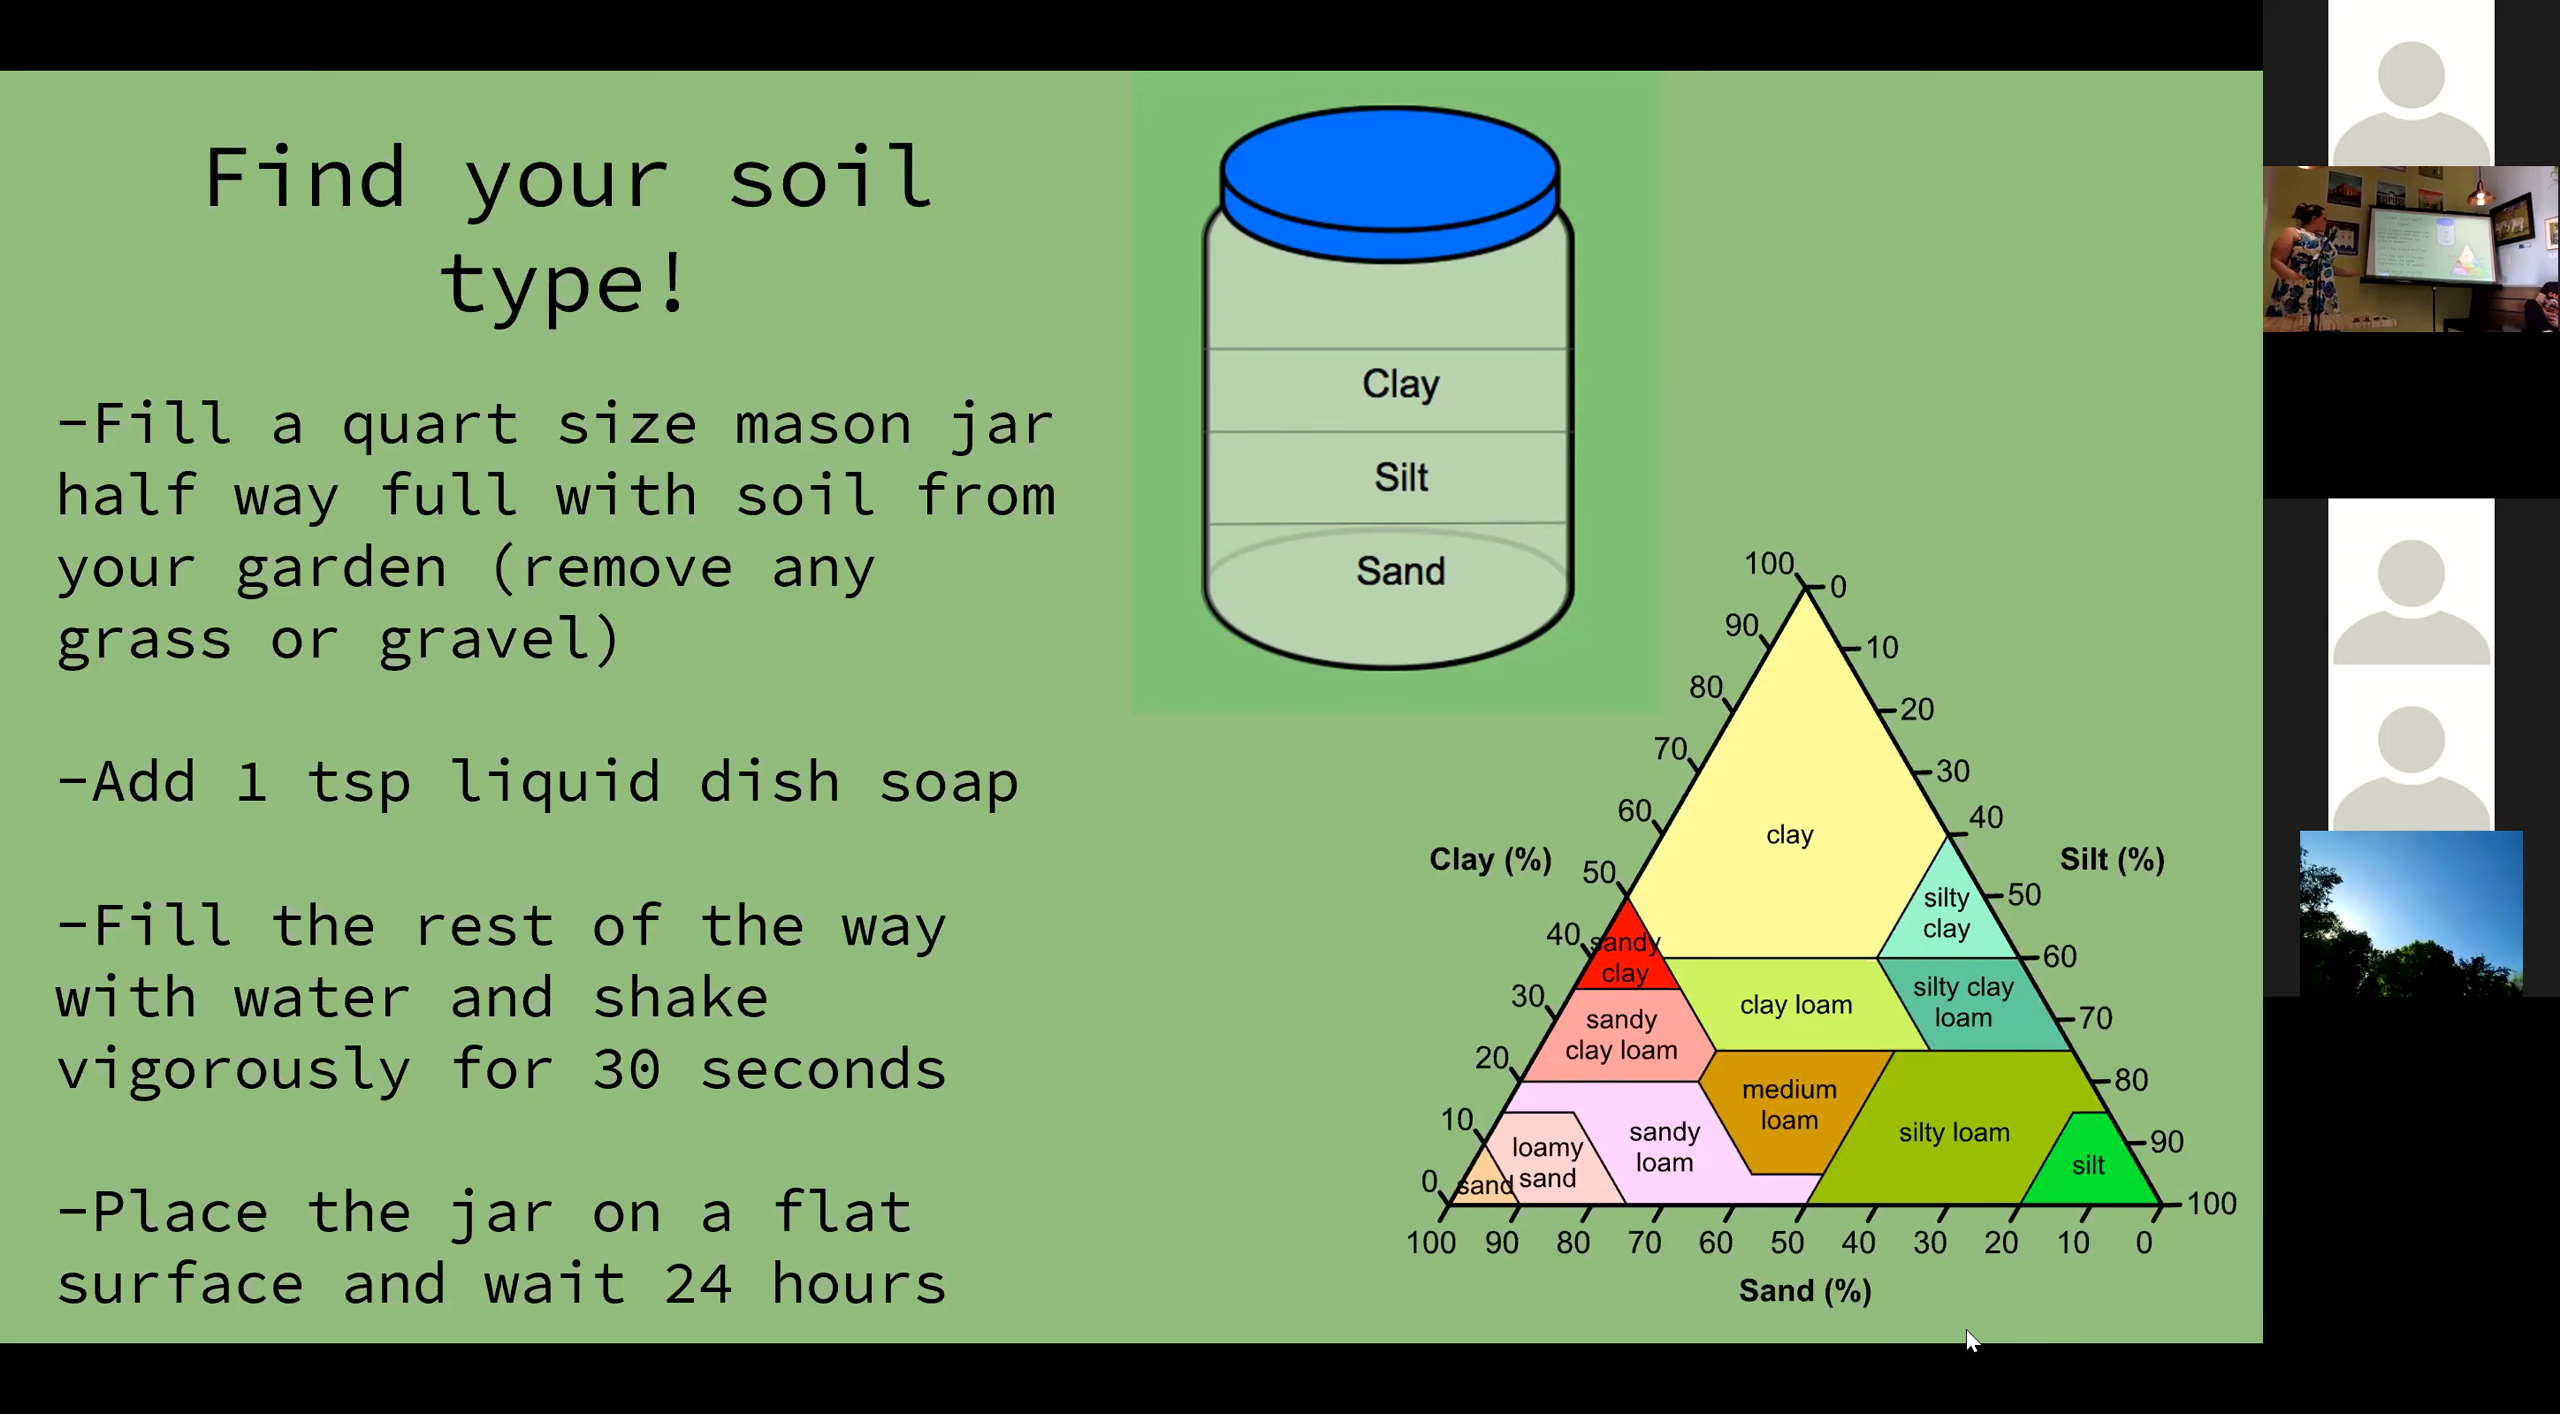 Find your soil
type!
-Fill a quart size mason jar
half way full with soil from
your garden (remove any
grass or gravel)
-Add 1 tsp liquid dish soap
-Fill the rest of the way
with water and shake
vigorously for 30 seconds
-Place the jar on a flat
surface and wait 24 hours
Clay
Silt
Sand
100
0
90
10
80
20
70
30
60
40
Clay (%)
Silt (%)
50
50
40
60
30
70
20
80
10
90
0
100
clay
silty
clay
sandy
clay
clay loam
silty clay
loam
sandy
clay loam
medium
loam
silty loam
sandy
loam
loamy
sand
sand
silt
100 90 80 70 60 50 40 30 20 10 0
Sand (%)